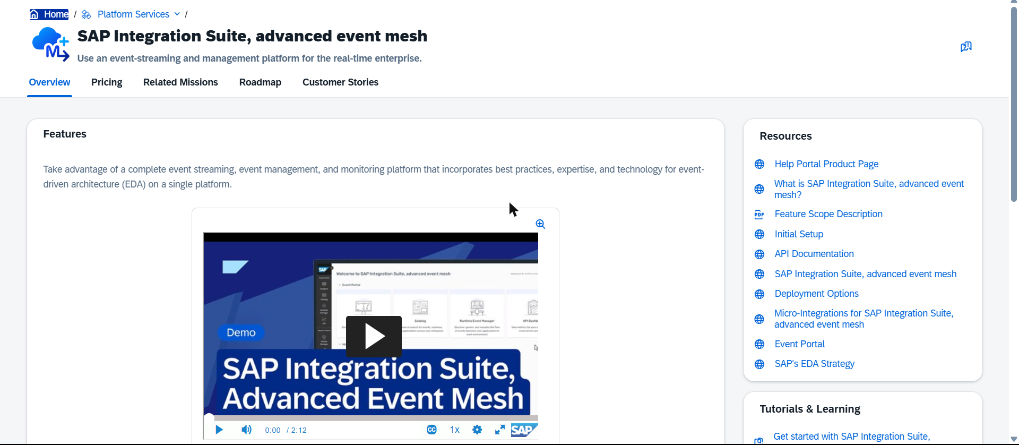 Home / Platform Services /
SAP Integration Suite, advanced event mesh
Use an event-streaming and management platform for the real-time enterprise.
Overview Pricing Related Missions Roadmap Customer Stories
Features
Take advantage of a complete event streaming, event management, and monitoring platform that incorporates best practices, expertise, and technology for event-
driven architecture (EDA) on a single platform.
Welcome to SAP Integration Suite, advanced event mesh
Demo
SAP Integration Suite,
Advanced Event Mesh
0:00 / 2:12
1x
SAP
Resources
Help Portal Product Page
What is SAP Integration Suite, advanced event
mesh?
PDF Feature Scope Description
Initial Setup
API Documentation
SAP Integration Suite, advanced event mesh
Deployment Options
Micro-Integrations for SAP Integration Suite,
advanced event mesh
Event Portal
SAP's EDA Strategy
Tutorials & Learning
Get started with SAP Integration Suite,